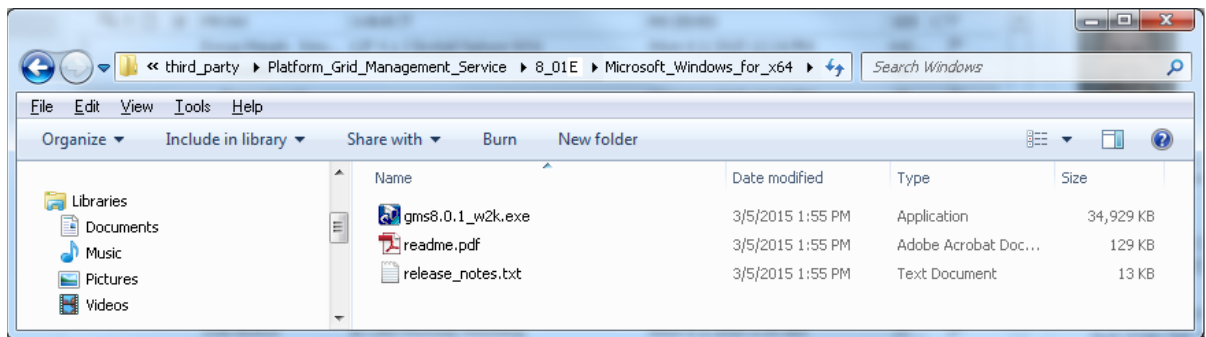 « third_party ▸ Platform_Grid_Management_Service ▸ 8_01E ▸ Microsoft_Windows_for_x64 ▸ Search Windows
File Edit View Tools Help
Organize Include in library Share with Burn New folder
Name Date modified Type Size
Libraries
Documents
Music
Pictures
Videos
gms8.0.1_w2k.exe 3/5/2015 1:55 PM Application 34,929 KB
readme.pdf 3/5/2015 1:55 PM Adobe Acrobat Doc... 129 KB
release_notes.txt 3/5/2015 1:55 PM Text Document 13 KB